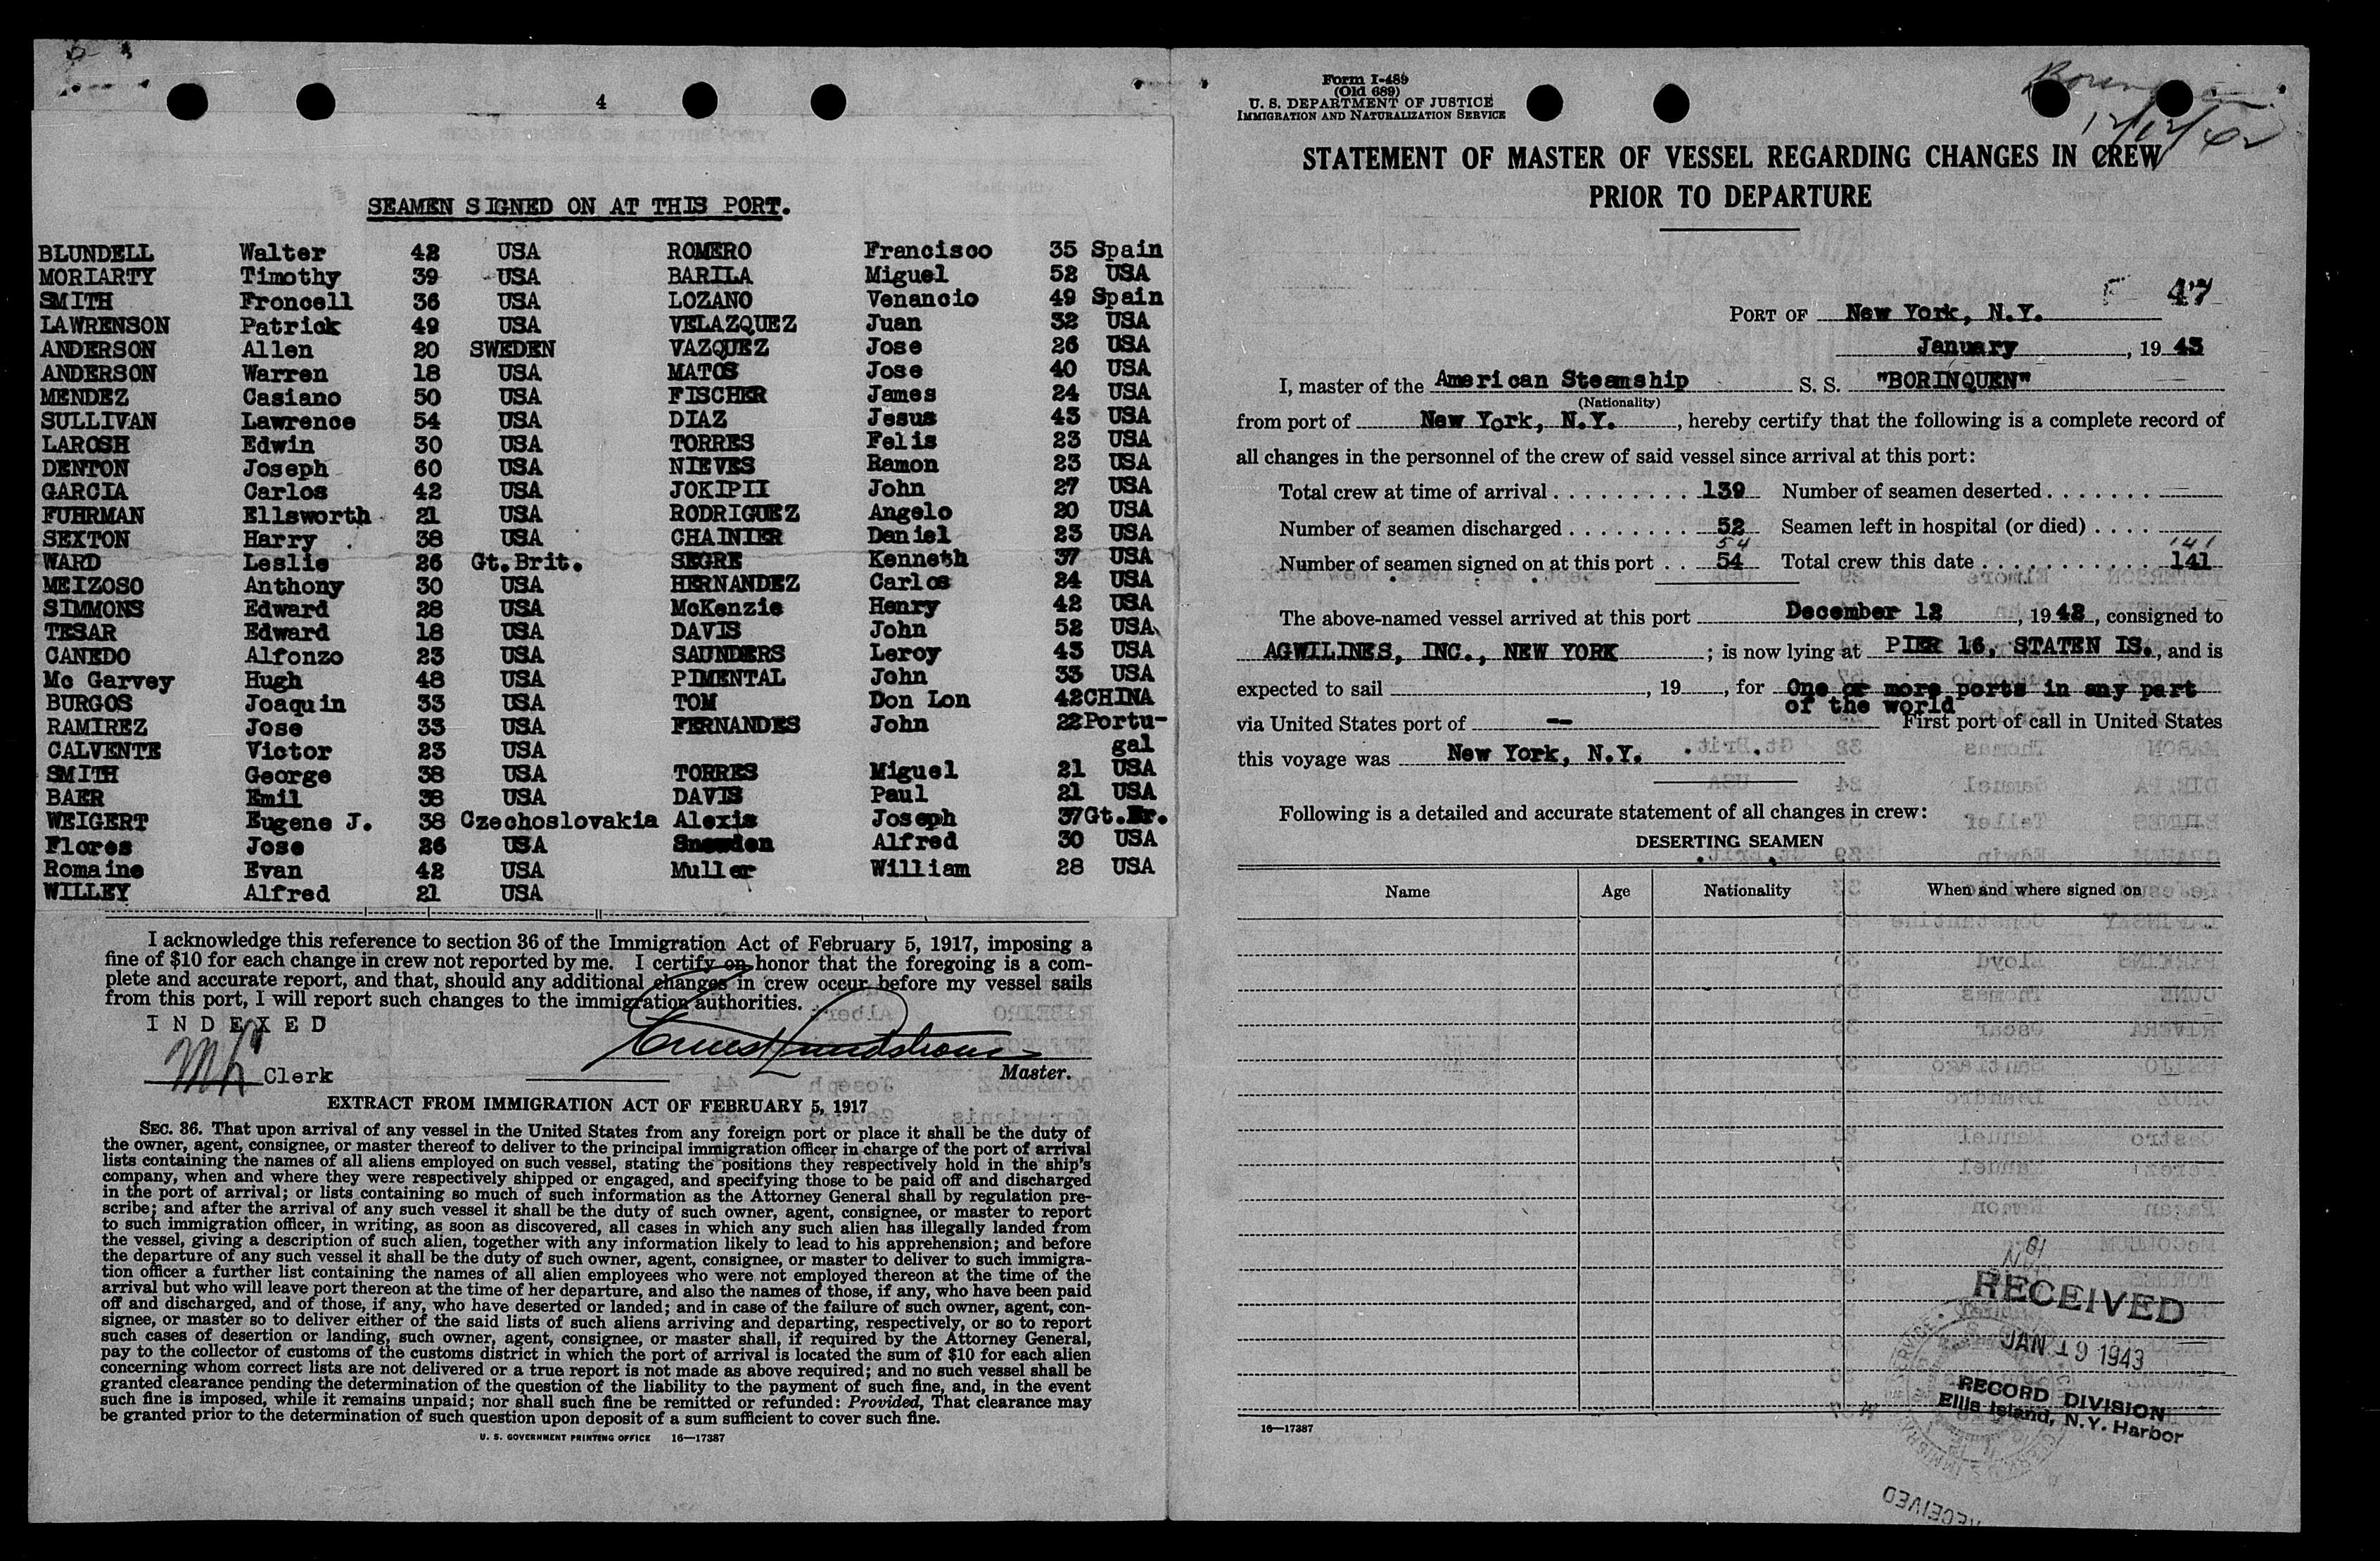 4
SEAMEN SIGNED ON AT THIS PORT.
BLUNDELL Walter 42 USA ROMERO Francisco 35 Spain
MORIARTY Timothy 39 USA BARILA Miguel 52 USA
SMITH Froncell 36 USA LOZANO Venancio 49 Spain
LAWRENSON Patrick 49 USA VELAZQUEZ Juan 32 USA
ANDERSON Allen 20 SWEDEN VAZQUEZ Jose 26 USA
ANDERSON Warren 18 USA MATOS Jose 40 USA
MENDEZ Casiano 50 USA FISCHER James 24 USA
SULLIVAN Lawrence 54 USA DIAZ Jesus 43 USA
LAROSH Edwin 30 USA TORRES Felis 23 USA
DENTON Joseph 60 USA NIEVES Ramon 23 USA
GARCIA Carlos 42 USA JOKIPII John 27 USA
FUHRMAN Ellsworth 21 USA RODRIGUEZ Angelo 20 USA
SEXTON Harry 38 USA CHAINIER Daniel 23 USA
WARD Leslie 26 Gt.Brit. SEGRE Kenneth 37 USA
MEIZOSO Anthony 30 USA HERNANDEZ Carlos 24 USA
SIMMONS Edward 28 USA McKenzie Henry 42 USA
TESAR Edward 18 USA DAVIS John 52 USA
CANEDO Alfonzo 23 USA SAUNDERS Leroy 43 USA
Mc Garvey Hugh 48 USA PIMENTAL John 33 USA
BURGOS Joaquin 33 USA TOM Don Lon 42 CHINA
RAMIREZ Jose 33 USA FERNANDES John 22 Portu-
CALVENTE Victor 23 USA gal
SMITH George 38 USA TORRES Miguel 21 USA
BAER Emil 38 USA DAVIS Paul 21 USA
WEIGERT Eugene J. 38 Czechoslovakia Alexis Joseph 37 Gt.Br.
Flores Jose 26 USA Snowden Alfred 30 USA
Romaine Evan 42 USA Muller William 28 USA
WILLEY Alfred 21 USA
I acknowledge this reference to section 36 of the Immigration Act of February 5, 1917, imposing a
fine of $10 for each change in crew not reported by me. I certify on honor that the foregoing is a com-
plete and accurate report, and that, should any additional changes in crew occur before my vessel sails
from this port, I will report such changes to the immigration authorities.
INDEXED
Ernest Lundstrom
Clerk
Master.
EXTRACT FROM IMMIGRATION ACT OF FEBRUARY 5, 1917
SEC. 36. That upon arrival of any vessel in the United States from any foreign port or place it shall be the duty of
the owner, agent, consignee, or master thereof to deliver to the principal immigration officer in charge of the port of arrival
lists containing the names of all aliens employed on such vessel, stating the positions they respectively hold in the ship's
company, when and where they were respectively shipped or engaged, and specifying those to be paid off and discharged
in the port of arrival; or lists containing so much of such information as the Attorney General shall by regulation pre-
scribe; and after the arrival of any such vessel it shall be the duty of such owner, agent, consignee, or master to report
to such immigration officer, in writing, as soon as discovered, all cases in which any such alien has illegally landed from
the vessel, giving a description of such alien, together with any information likely to lead to his apprehension; and before
the departure of any such vessel it shall be the duty of such owner, agent, consignee, or master to deliver to such immigra-
tion officer a further list containing the names of all alien employees who were not employed thereon at the time of the
arrival but who will leave port thereon at the time of her departure, and also the names of those, if any, who have been paid
off and discharged, and of those, if any, who have deserted or landed; and in case of the failure of such owner, agent, con-
signee, or master so to deliver either of the said lists of such aliens arriving and departing, respectively, or so to report
such cases of desertion or landing, such owner, agent, consignee, or master shall, if required by the Attorney General,
pay to the collector of customs of the customs district in which the port of arrival is located the sum of $10 for each alien
concerning whom correct lists are not delivered or a true report is not made as above required; and no such vessel shall be
granted clearance pending the determination of the question of the liability to the payment of such fine, and, in the event
such fine is imposed, while it remains unpaid; nor shall such fine be remitted or refunded: Provided, That clearance may
be granted prior to the determination of such question upon deposit of a sum sufficient to cover such fine.
U. S. GOVERNMENT PRINTING OFFICE 16—17387
Form I-489
(Old 689)
U. S. DEPARTMENT OF JUSTICE
IMMIGRATION AND NATURALIZATION SERVICE
12/12/42
STATEMENT OF MASTER OF VESSEL REGARDING CHANGES IN CREW
PRIOR TO DEPARTURE
47
PORT OF New York, N.Y.
January, 19 43
I, master of the American Steamship S. S. "BORINQUEN"
(Nationality)
from port of New York, N.Y., hereby certify that the following is a complete record of
all changes in the personnel of the crew of said vessel since arrival at this port:
Total crew at time of arrival . . . . . . . . . 139 Number of seamen deserted . . . . . . .
Number of seamen discharged . . . . . . . . 52 Seamen left in hospital (or died) . . . .
54 141
Number of seamen signed on at this port . . 54 Total crew this date . . . . . . . . . . . . 141
The above-named vessel arrived at this port December 12, 19 42, consigned to
AGWILINES, INC., NEW YORK; is now lying at PIER 16, STATEN IS., and is
expected to sail , 19 , for One or more ports in any part
of the world
via United States port of -- First port of call in United States
this voyage was New York, N.Y.
Following is a detailed and accurate statement of all changes in crew:
DESERTING SEAMEN
Name Age Nationality When and where signed on
RECEIVED
JAN 19 1943
RECORD DIVISION
Ellis Island, N.Y. Harbor
16—17387
RECEIVED